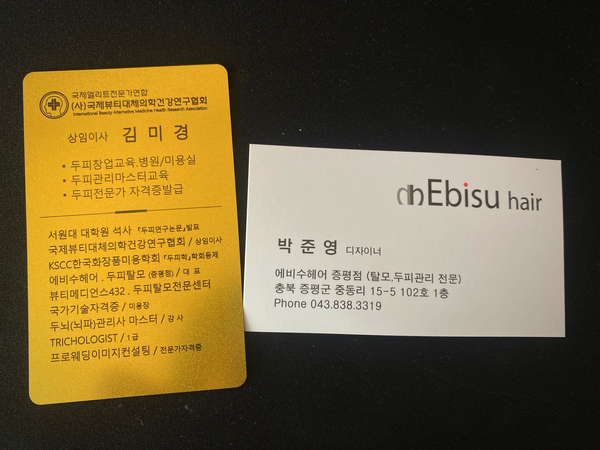 국제엘리트전문가연합
(사)국제뷰티대체의학건강연구협회
International Beauty Alternative Medicine Health Research Association
상임이사 김 미 경
• 두피창업교육.병원/미용실
• 두피관리마스터교육
• 두피전문가 자격증발급
서원대 대학원 석사 『두피연구논문』발표
국제뷰티대체의학건강연구협회 / 상임이사
KSCC한국화장품미용학회 『두피학』학회등제
에비수헤어 . 두피탈모 (증평점) / 대 표
뷰티메디언스432 . 두피탈모전문센터
국가기술자격증 / 미용장
두뇌(뇌파)관리사 마스터 / 강 사
TRICHOLOGIST / 1급
프로웨딩이미지컨설팅 / 전문가자격증
Ebisu hair
박 준 영 디자이너
에비수헤어 증평점 (탈모,두피관리 전문)
충북 증평군 중동리 15-5 102호 1층
Phone 043.838.3319